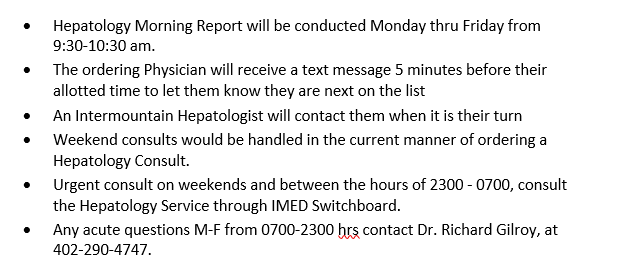 • Hepatology Morning Report will be conducted Monday thru Friday from
9:30-10:30 am.
• The ordering Physician will receive a text message 5 minutes before their
allotted time to let them know they are next on the list
• An Intermountain Hepatologist will contact them when it is their turn
• Weekend consults would be handled in the current manner of ordering a
Hepatology Consult.
• Urgent consult on weekends and between the hours of 2300 - 0700, consult
the Hepatology Service through IMED Switchboard.
• Any acute questions M-F from 0700-2300 hrs contact Dr. Richard Gilroy, at
402-290-4747.